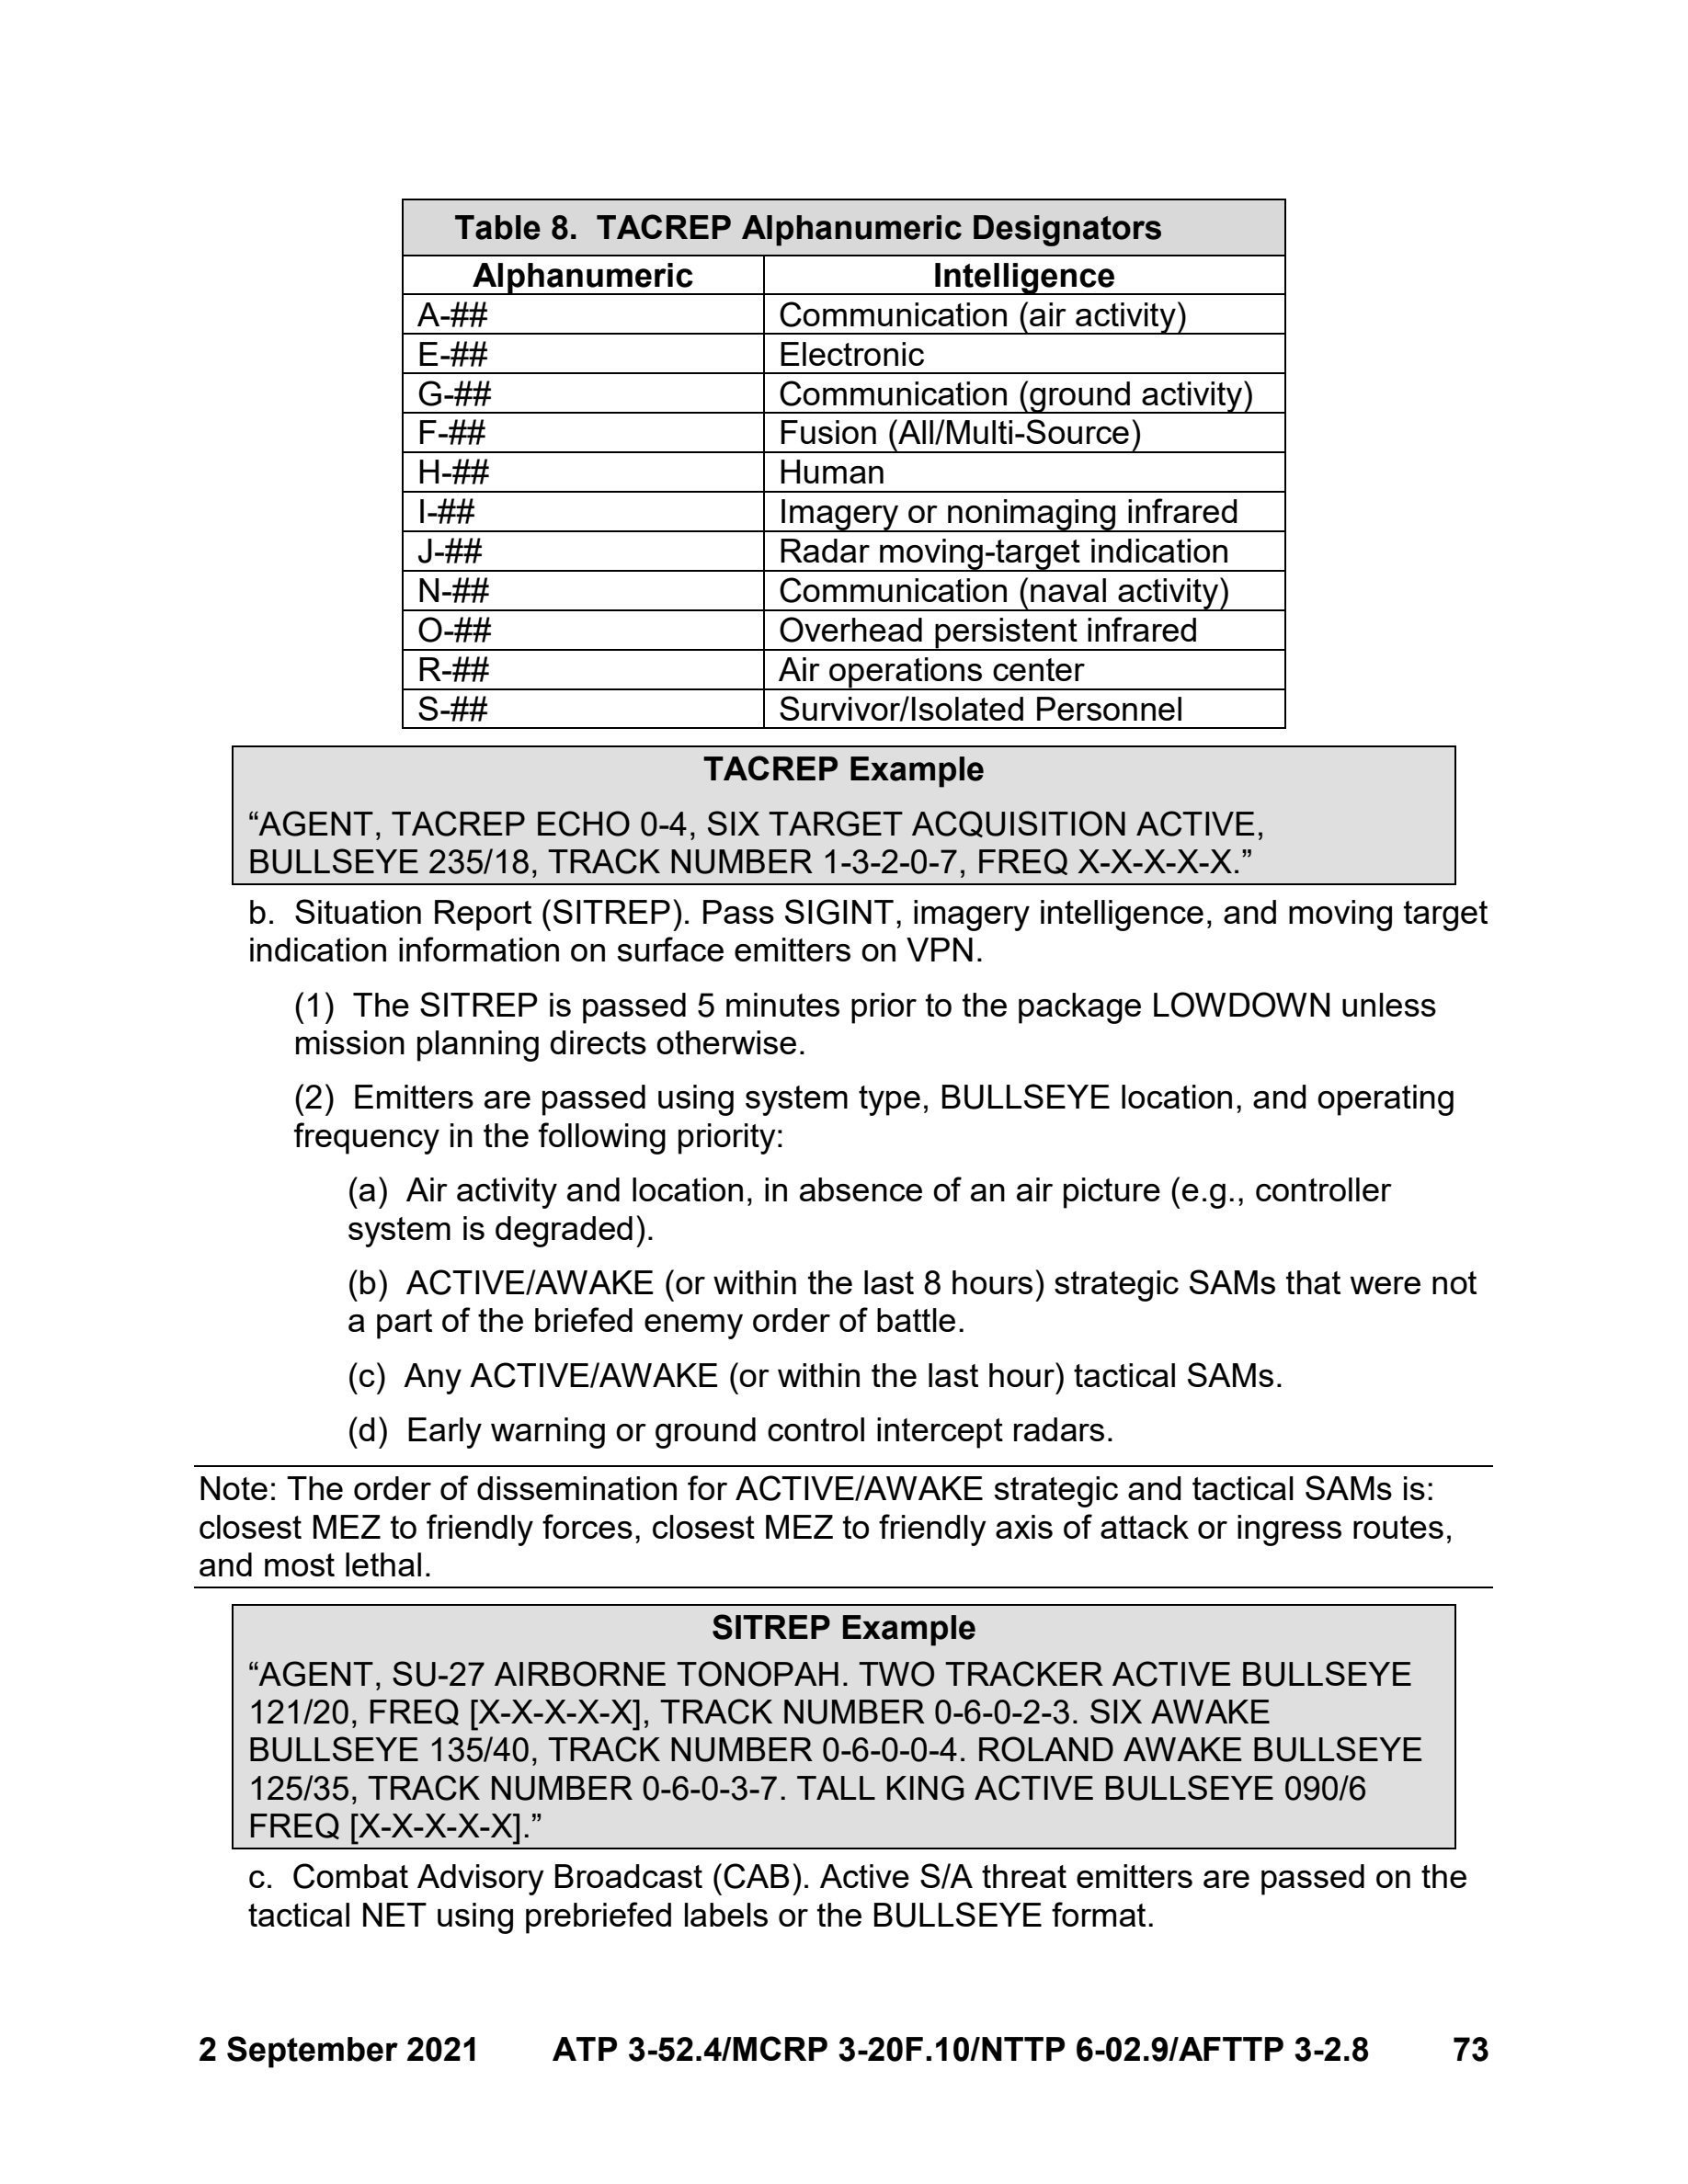 Table 8.  TACREP Alphanumeric Designators
Alphanumeric Intelligence
A-## Communication (air activity)
E-## Electronic
G-## Communication (ground activity)
F-## Fusion (All/Multi-Source)
H-## Human
I-## Imagery or nonimaging infrared
J-## Radar moving-target indication
N-## Communication (naval activity)
O-## Overhead persistent infrared
R-## Air operations center
S-## Survivor/Isolated Personnel
TACREP Example
“AGENT, TACREP ECHO 0-4, SIX TARGET ACQUISITION ACTIVE,
BULLSEYE 235/18, TRACK NUMBER 1-3-2-0-7, FREQ X-X-X-X-X.”
b.  Situation Report (SITREP). Pass SIGINT, imagery intelligence, and moving target
indication information on surface emitters on VPN.
(1)  The SITREP is passed 5 minutes prior to the package LOWDOWN unless
mission planning directs otherwise.
(2)  Emitters are passed using system type, BULLSEYE location, and operating
frequency in the following priority:
(a)  Air activity and location, in absence of an air picture (e.g., controller
system is degraded).
(b)  ACTIVE/AWAKE (or within the last 8 hours) strategic SAMs that were not
a part of the briefed enemy order of battle.
(c)  Any ACTIVE/AWAKE (or within the last hour) tactical SAMs.
(d)  Early warning or ground control intercept radars.
Note: The order of dissemination for ACTIVE/AWAKE strategic and tactical SAMs is:
closest MEZ to friendly forces, closest MEZ to friendly axis of attack or ingress routes,
and most lethal.
SITREP Example
“AGENT, SU-27 AIRBORNE TONOPAH. TWO TRACKER ACTIVE BULLSEYE
121/20, FREQ [X-X-X-X-X], TRACK NUMBER 0-6-0-2-3. SIX AWAKE
BULLSEYE 135/40, TRACK NUMBER 0-6-0-0-4. ROLAND AWAKE BULLSEYE
125/35, TRACK NUMBER 0-6-0-3-7. TALL KING ACTIVE BULLSEYE 090/6
FREQ [X-X-X-X-X].”
c.  Combat Advisory Broadcast (CAB). Active S/A threat emitters are passed on the
tactical NET using prebriefed labels or the BULLSEYE format.
2 September 2021 ATP 3-52.4/MCRP 3-20F.10/NTTP 6-02.9/AFTTP 3-2.8 73